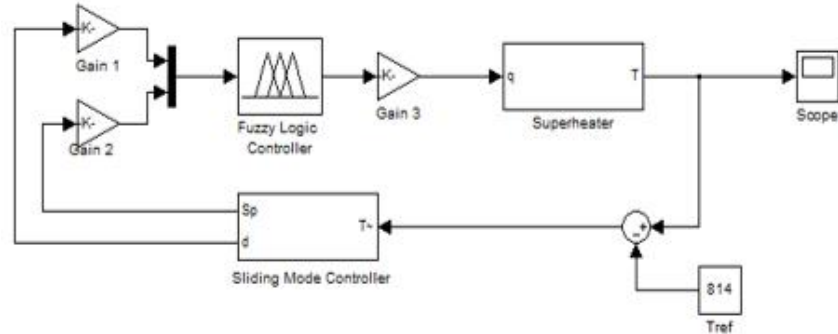 K-
Gain 1
K-
Gain 2
Fuzzy Logic
Controller
K-
Gain 3
q
T
Superheater
Scope
Sp
d
T~
Sliding Mode Controller
-
+
814
Tref